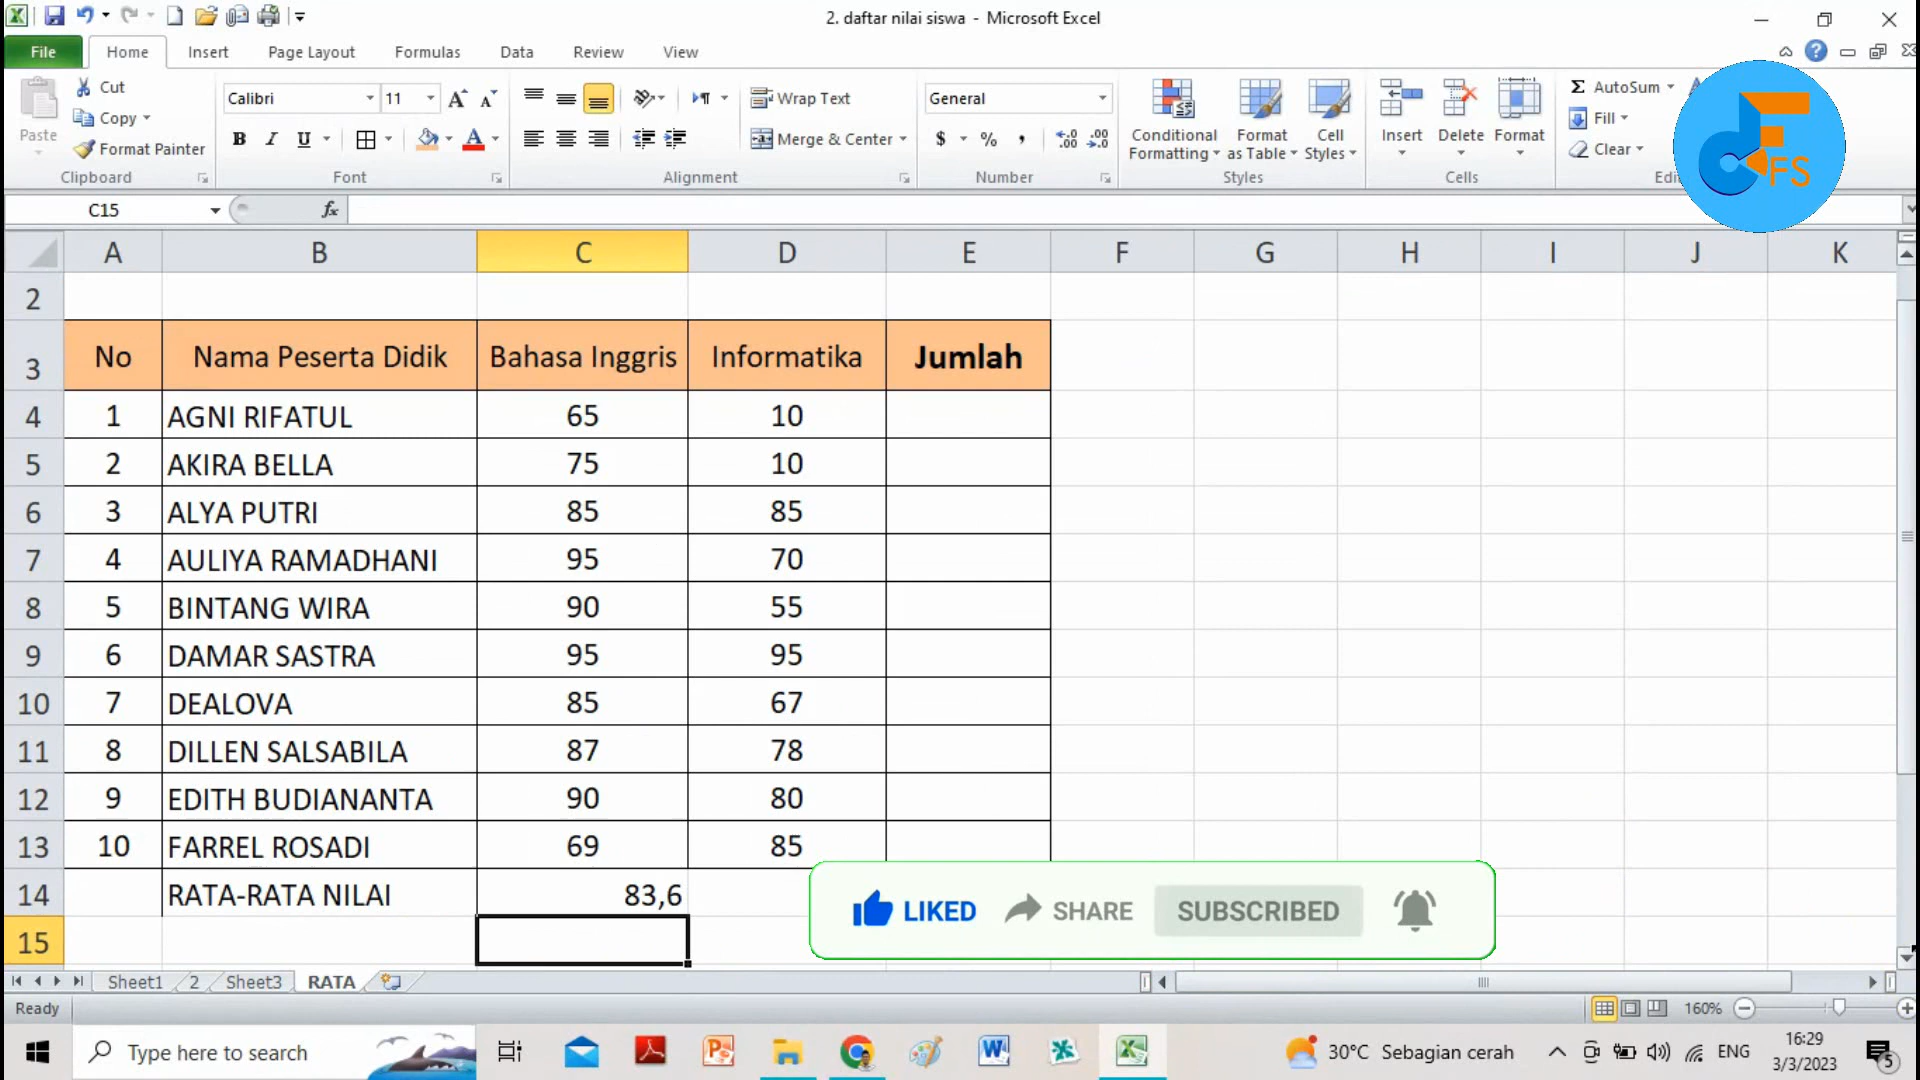 2. daftar nilai siswa - Microsoft Excel
File Home Insert Page Layout Formulas Data Review View
Paste
Cut
Copy
Format Painter
Clipboard
Calibri 11
B I U A
Font
Wrap Text
Merge & Center
Alignment
General
$ % ,
Number
Conditional Formatting
Format as Table
Cell Styles
Styles
Insert Delete Format
Cells
Σ AutoSum
Fill
Clear
Edi
FS
C15 fx
A B C D E F G H I J K
2
3 No Nama Peserta Didik Bahasa Inggris Informatika Jumlah
4 1 AGNI RIFATUL 65 10
5 2 AKIRA BELLA 75 10
6 3 ALYA PUTRI 85 85
7 4 AULIYA RAMADHANI 95 70
8 5 BINTANG WIRA 90 55
9 6 DAMAR SASTRA 95 95
10 7 DEALOVA 85 67
11 8 DILLEN SALSABILA 87 78
12 9 EDITH BUDIANANTA 90 80
13 10 FARREL ROSADI 69 85
14 RATA-RATA NILAI 83,6
15
LIKED SHARE SUBSCRIBED
Sheet1 2 Sheet3 RATA
Ready 160%
Type here to search
30°C Sebagian cerah ENG
16:29
3/3/2023
5